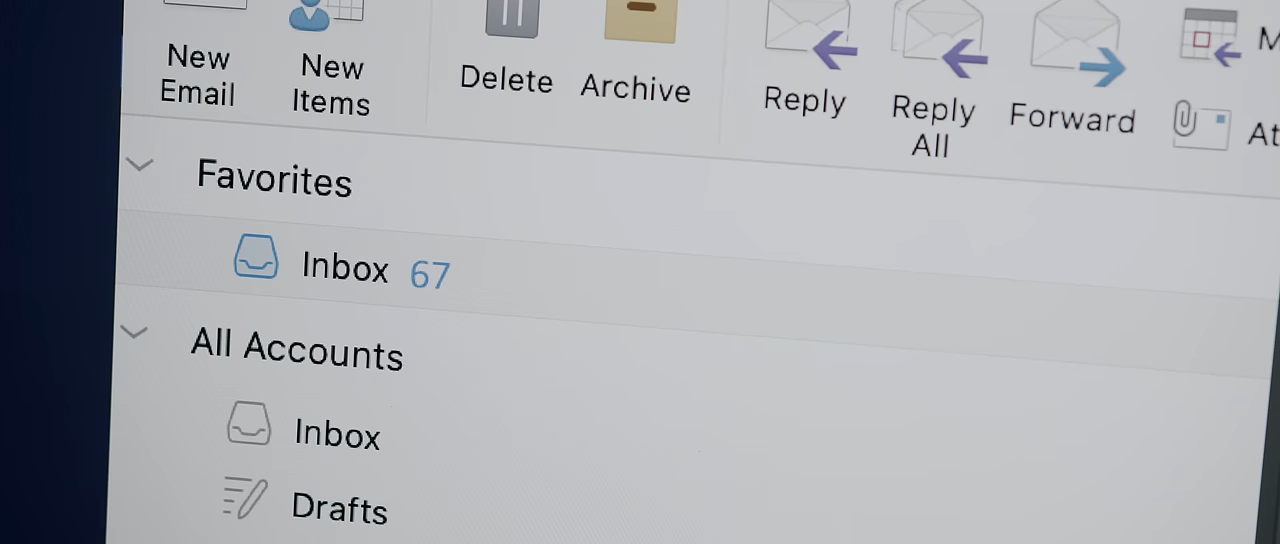 New Email
New Items
Delete
Archive
Reply
Reply All
Forward
Favorites
Inbox 67
All Accounts
Inbox
Drafts